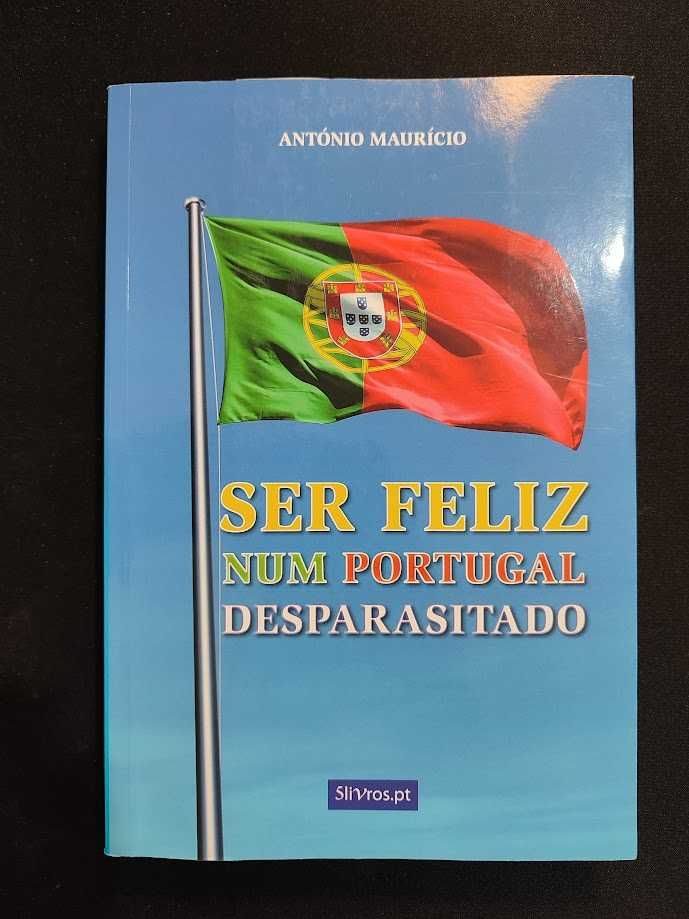 ANTÓNIO MAURÍCIO
SER FELIZ
NUM PORTUGAL
DESPARASITADO
5livros.pt